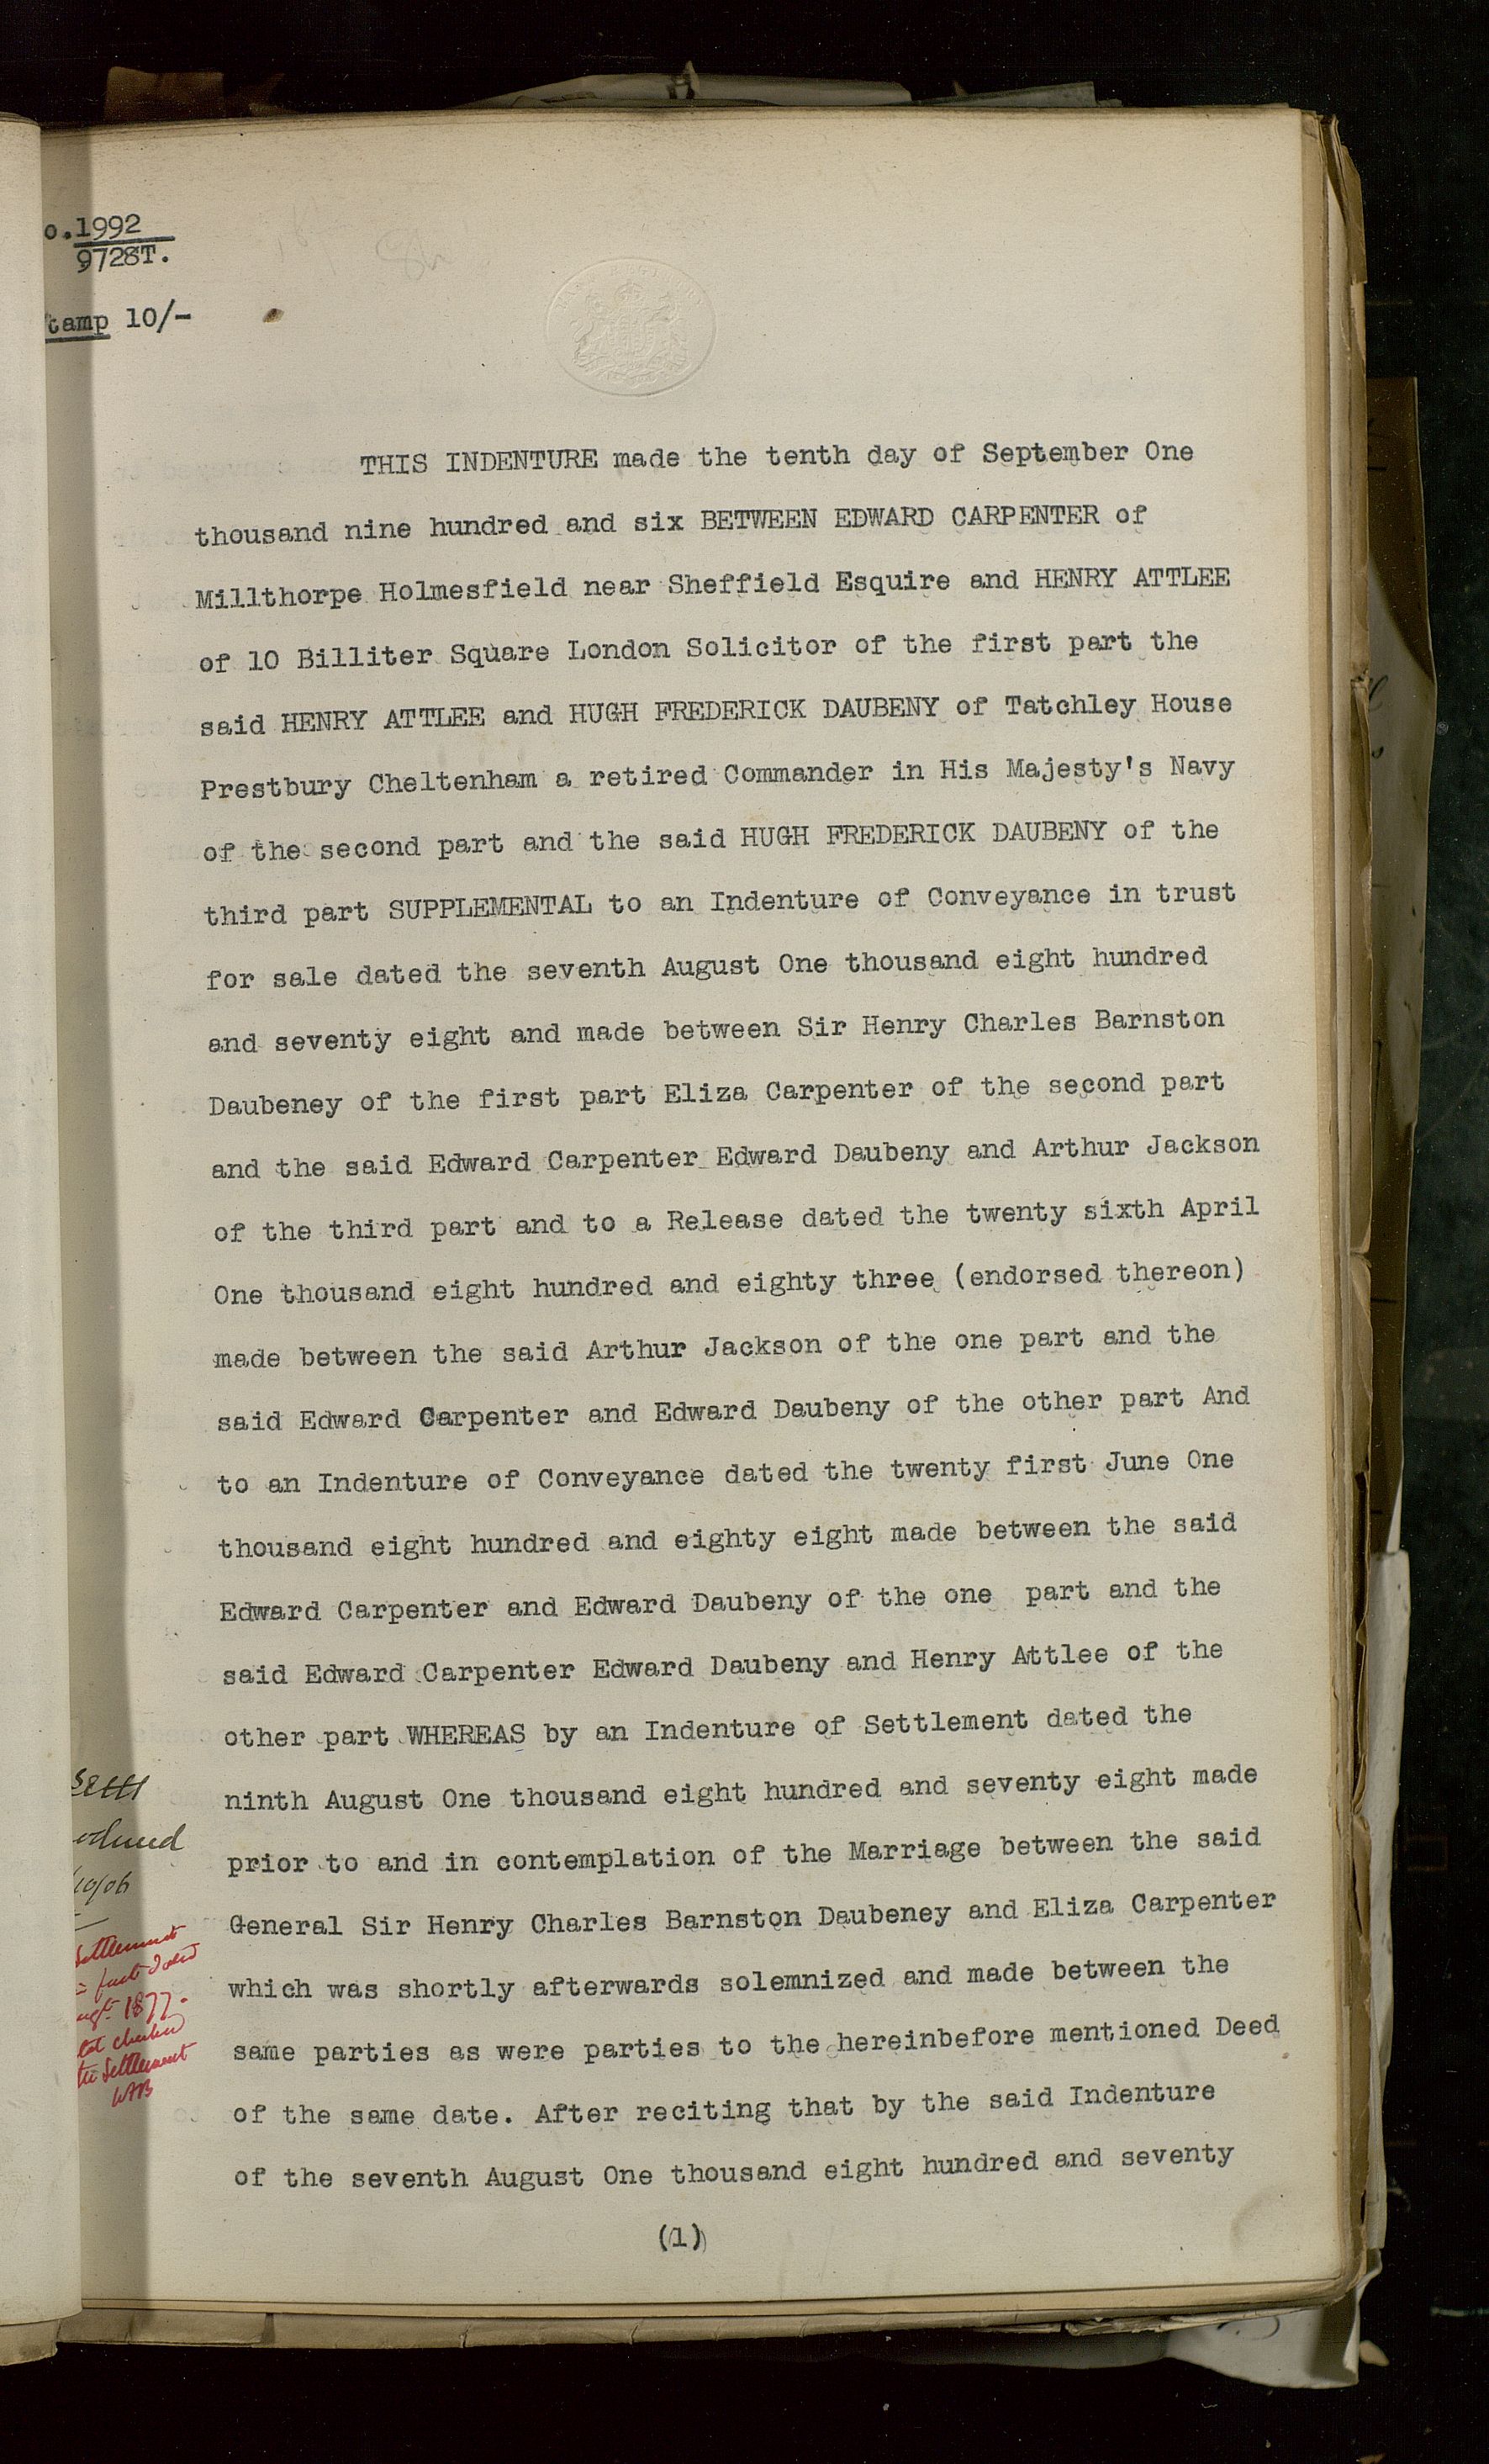 o.1992
9728T.
tamp 10/-
THIS INDENTURE made the tenth day of September One
thousand nine hundred and six BETWEEN EDWARD CARPENTER of
Millthorpe Holmesfield near Sheffield Esquire and HENRY ATTLEE
of 10 Billiter Square London Solicitor of the first part the
said HENRY ATTLEE and HUGH FREDERICK DAUBENY of Tatchley House
Prestbury Cheltenham a retired Commander in His Majesty's Navy
of the second part and the said HUGH FREDERICK DAUBENY of the
third part SUPPLEMENTAL to an Indenture of Conveyance in trust
for sale dated the seventh August One thousand eight hundred
and seventy eight and made between Sir Henry Charles Barnston
Daubeney of the first part Eliza Carpenter of the second part
and the said Edward Carpenter Edward Daubeny and Arthur Jackson
of the third part and to a Release dated the twenty sixth April
One thousand eight hundred and eighty three (endorsed thereon)
made between the said Arthur Jackson of the one part and the
said Edward Carpenter and Edward Daubeny of the other part And
to an Indenture of Conveyance dated the twenty first June One
thousand eight hundred and eighty eight made between the said
Edward Carpenter and Edward Daubeny of the one part and the
said Edward Carpenter Edward Daubeny and Henry Attlee of the
other part WHEREAS by an Indenture of Settlement dated the
ninth August One thousand eight hundred and seventy eight made
prior to and in contemplation of the Marriage between the said
General Sir Henry Charles Barnston Daubeney and Eliza Carpenter
which was shortly afterwards solemnized and made between the
same parties as were parties to the hereinbefore mentioned Deed
of the same date. After reciting that by the said Indenture
of the seventh August One thousand eight hundred and seventy
(1)
Settlement
1877.
Settlement
WAB